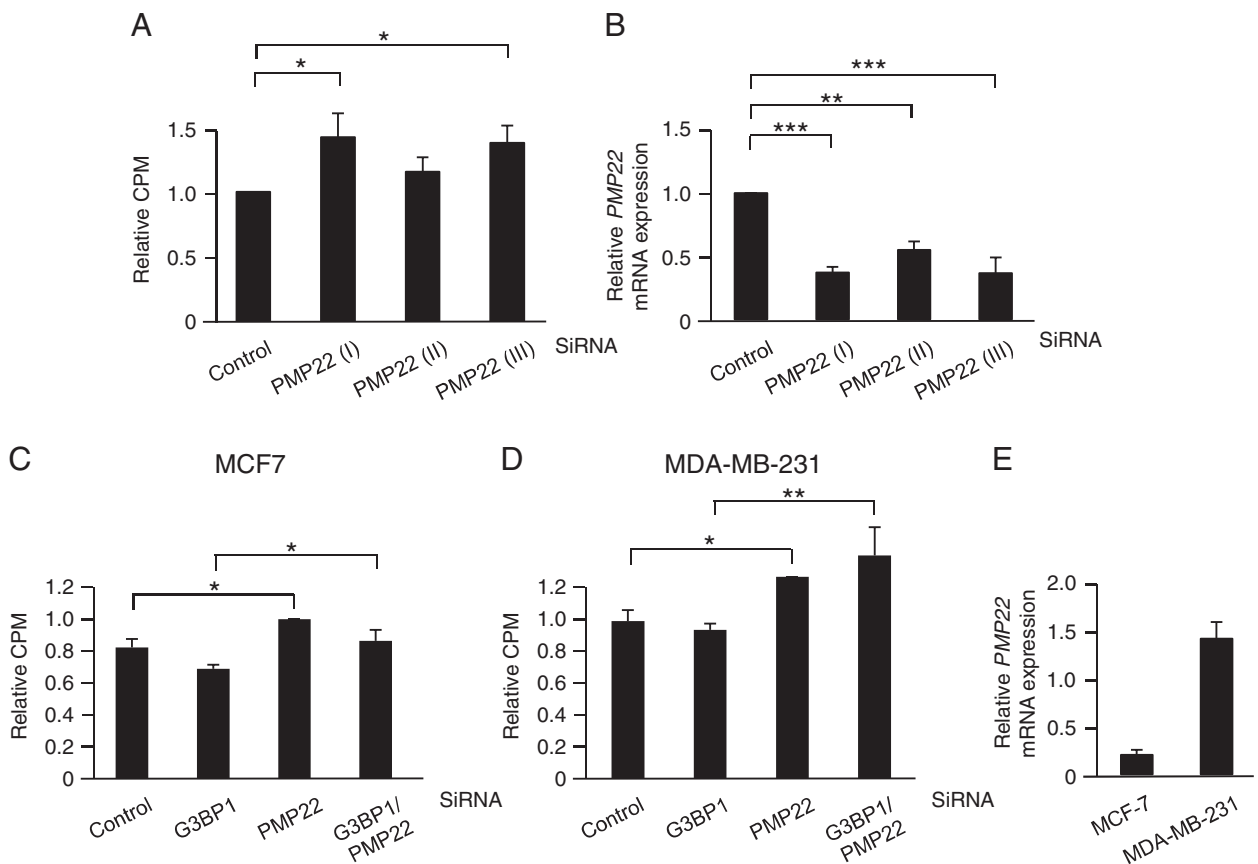 A
*
*
Relative CPM
1.5
1.0
0.5
0
Control
PMP22 (I)
PMP22 (II)
PMP22 (III)
SiRNA
B
***
**
***
Relative PMP22
mRNA expression
1.5
1.0
0.5
0
Control
PMP22 (I)
PMP22 (II)
PMP22 (III)
SiRNA
C
MCF7
*
*
Relative CPM
1.2
1.0
0.8
0.6
0.4
0.2
0
Control
G3BP1
PMP22
G3BP1/
PMP22
SiRNA
D
MDA-MB-231
**
*
Relative CPM
1.2
1.0
0.8
0.6
0.4
0.2
0
Control
G3BP1
PMP22
G3BP1/
PMP22
SiRNA
E
Relative PMP22
mRNA expression
2.0
1.5
1.0
0.5
0
MCF-7
MDA-MB-231